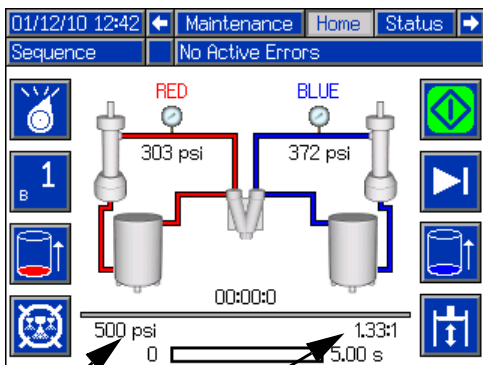 01/12/10 12:42 Maintenance Home Status
Sequence No Active Errors
RED BLUE
303 psi 372 psi
B 1
00:00:0
500 psi 1.33:1
0 5.00 s